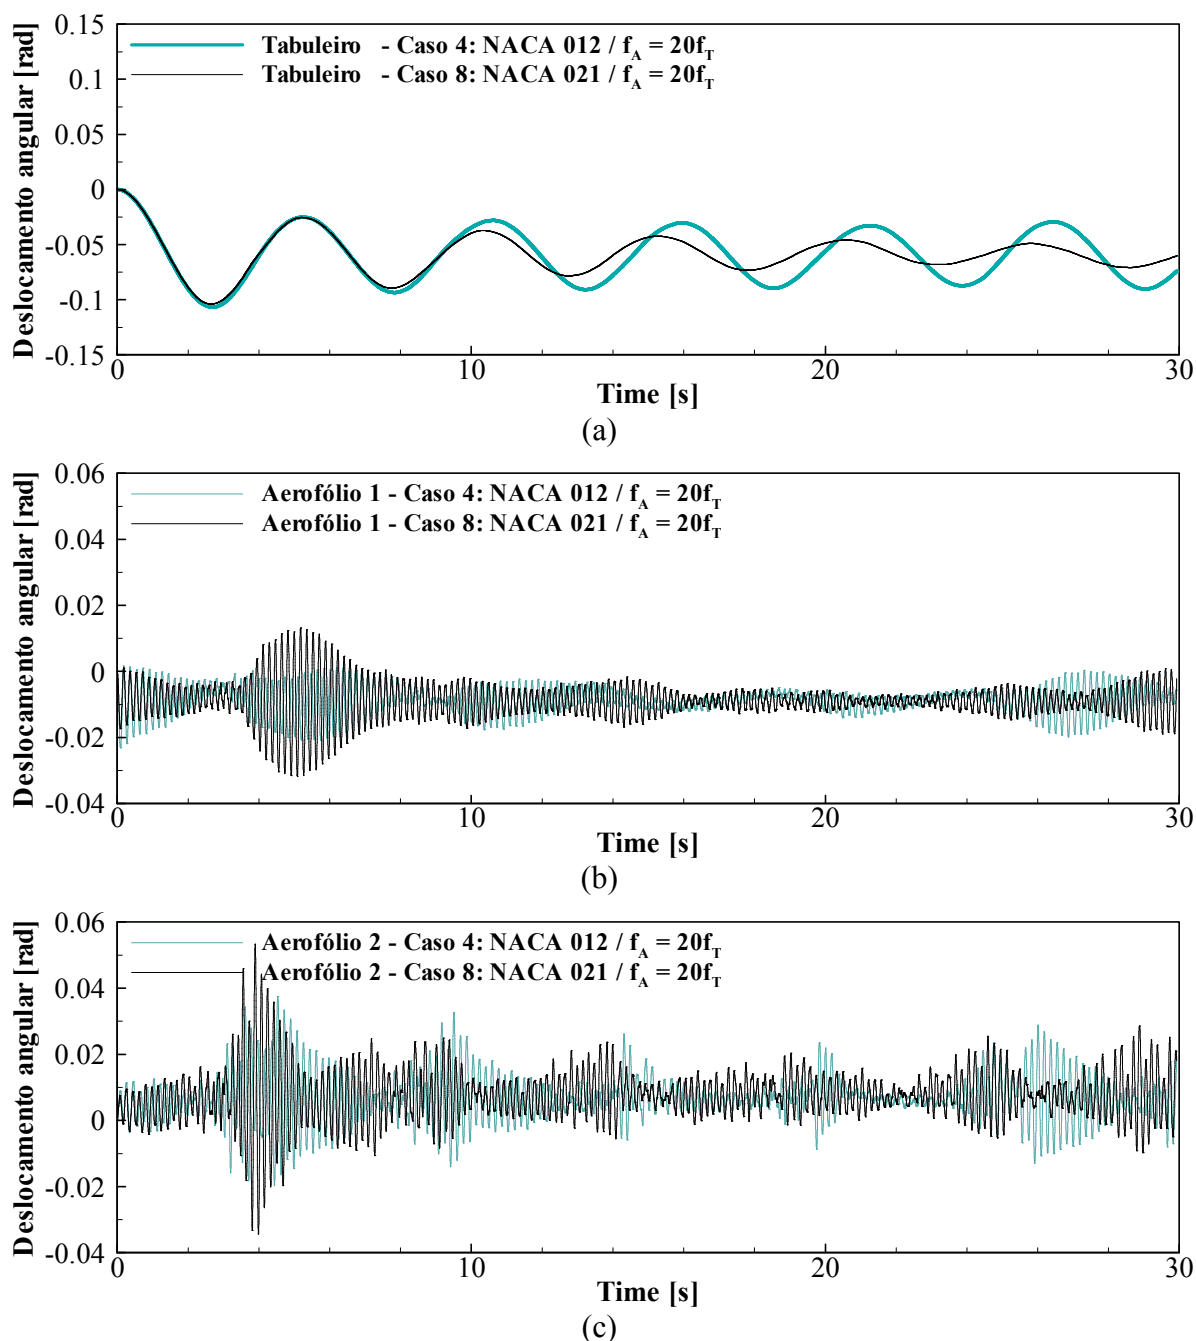 0.15
Tabuleiro - Caso 4: NACA 012 / fA = 20fT
Tabuleiro - Caso 8: NACA 021 / fA = 20fT
0.1
0.05
0
-0.05
-0.1
-0.15
Deslocamento angular [rad]
0 10 20 30
Time [s]
(a)
0.06
Aerofólio 1 - Caso 4: NACA 012 / fA = 20fT
Aerofólio 1 - Caso 8: NACA 021 / fA = 20fT
0.04
0.02
0
-0.02
-0.04
Deslocamento angular [rad]
0 10 20 30
Time [s]
(b)
0.06
Aerofólio 2 - Caso 4: NACA 012 / fA = 20fT
Aerofólio 2 - Caso 8: NACA 021 / fA = 20fT
0.04
0.02
0
-0.02
-0.04
Deslocamento angular [rad]
0 10 20 30
Time [s]
(c)